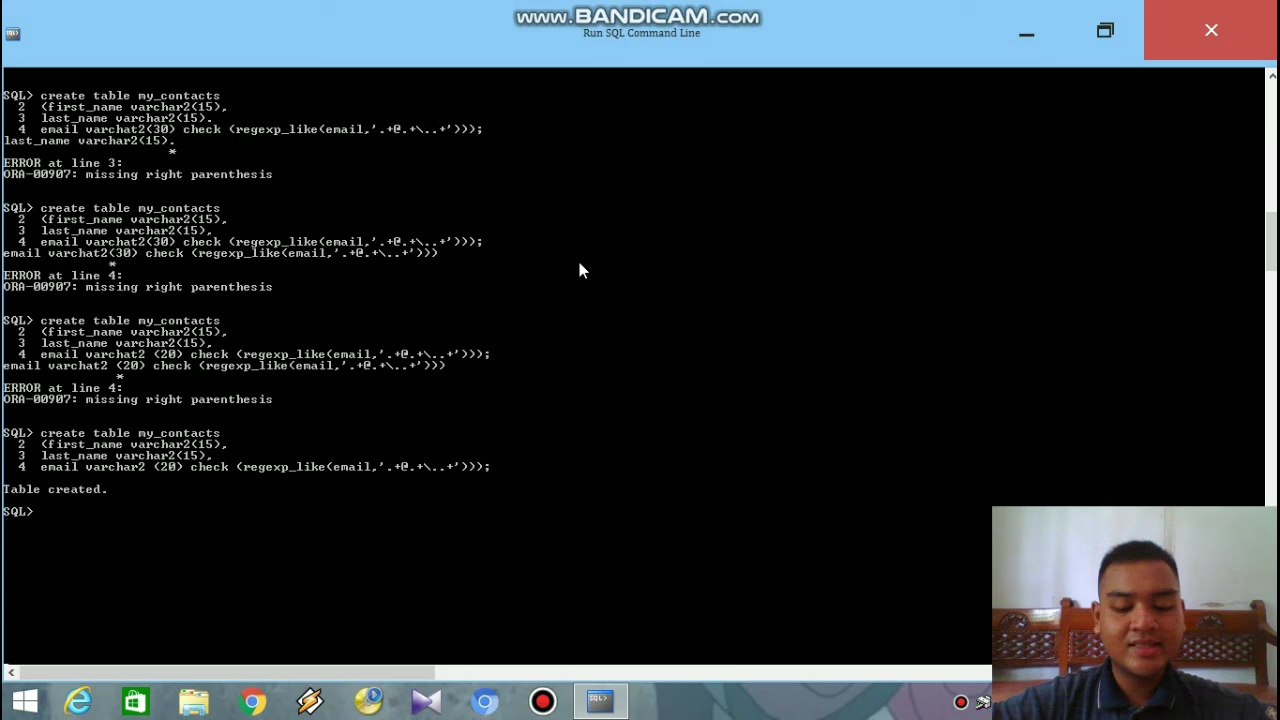 www.BANDICAM.com
Run SQL Command Line
SQL> create table my_contacts
2 (first_name varchar2(15),
3 last_name varchar2(15).
4 email varchat2(30) check (regexp_like(email,'.+@.+\..+')));
last_name varchar2(15).
*
ERROR at line 3:
ORA-00907: missing right parenthesis
SQL> create table my_contacts
2 (first_name varchar2(15),
3 last_name varchar2(15),
4 email varchat2(30) check (regexp_like(email,'.+@.+\..+')));
email varchat2(30) check (regexp_like(email,'.+@.+\..+')))
*
ERROR at line 4:
ORA-00907: missing right parenthesis
SQL> create table my_contacts
2 (first_name varchar2(15),
3 last_name varchar2(15),
4 email varchat2 (20) check (regexp_like(email,'.+@.+\..+')));
email varchat2 (20) check (regexp_like(email,'.+@.+\..+')))
*
ERROR at line 4:
ORA-00907: missing right parenthesis
SQL> create table my_contacts
2 (first_name varchar2(15),
3 last_name varchar2(15),
4 email varchar2 (20) check (regexp_like(email,'.+@.+\..+')));
Table created.
SQL>